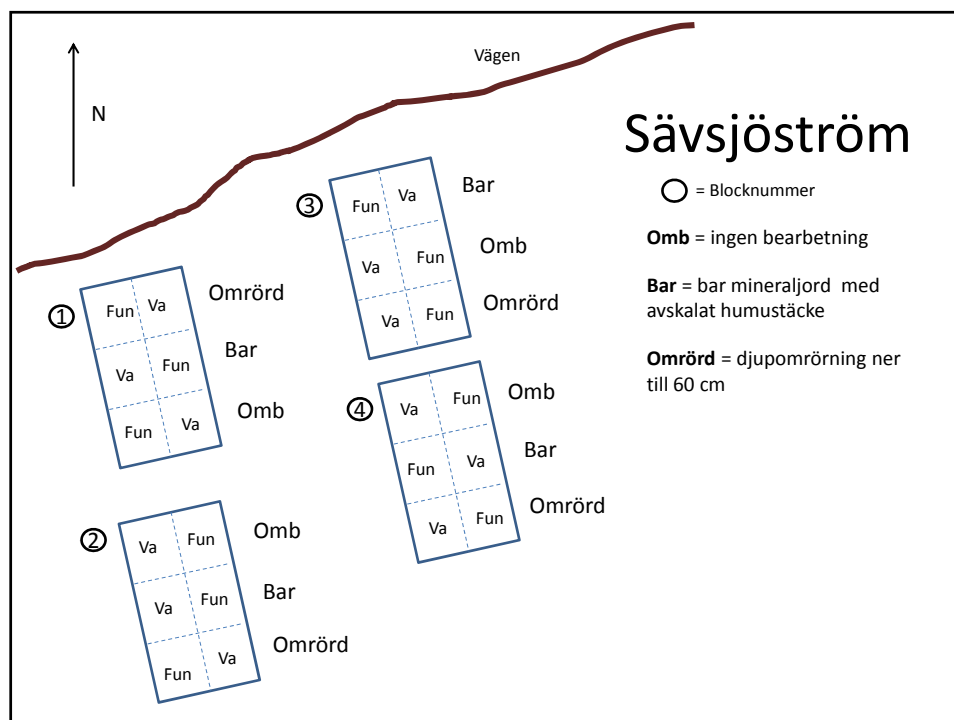 Vägen
N
Sävsjöström
= Blocknummer
Omb = ingen bearbetning
Bar = bar mineraljord med
avskalat humustäcke
Omrörd = djupomrörning ner
till 60 cm
3
Fun Va Bar
Va Fun Omb
Va Fun Omrörd
1
Fun Va Omrörd
Va Fun Bar
Fun Va Omb
4
Va Fun Omb
Fun Va Bar
Va Fun Omrörd
2
Va Fun Omb
Va Fun Bar
Fun Va Omrörd